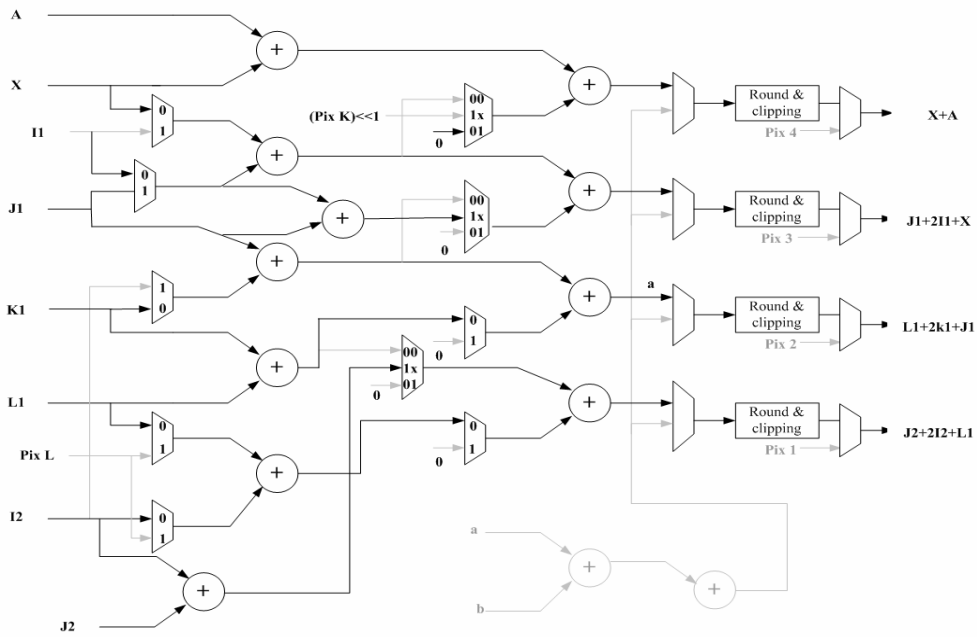 A
X
I1
J1
K1
L1
Pix L
I2
J2
0
1
0
1
1
0
0
1
0
1
+
+
+
+
+
+
+
(Pix K)<<1
00
1x
01
0
00
1x
01
0
0
1
0
00
1x
01
0
0
1
0
+
+
+
+
a
a
b
+
+
Round &
clipping
Pix 4
X+A
Round &
clipping
Pix 3
J1+2I1+X
Round &
clipping
Pix 2
L1+2k1+J1
Round &
clipping
Pix 1
J2+2I2+L1